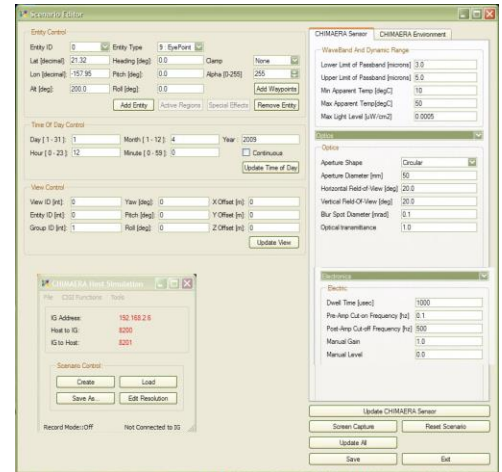 Scenario Editor
Entity Control
Entity ID 0 Entity Type 9 : EyePoint Entity
Lat [decimal] 21.32 Heading [deg] 0.0 Clamp None
Lon [decimal] -157.95 Pitch [deg] 0.0 Alpha [0-255] 255
Alt [deg] 200.0 Roll [deg] 0.0 Add Waypoints
Add Entity Active Regions Special Effects Remove Entity
Time Of Day Control
Day [ 1 - 31 ]: 1 Month [ 1 - 12 ]: 4 Year : 2009
Hour [ 0 - 23 ]: 12 Minute [ 0 - 59 ]: 0 Continuous
Update Time of Day
View Control
View ID [int]: 0 Yaw [deg]: 0 X Offset [m]: 0
Entity ID [int]: 0 Pitch [deg]: 0 Y Offset [m]: 0
Group ID [int]: 1 Roll [deg]: 0 Z Offset [m]: 0
Update View
CHIMAERA Host Simulation
File CIGI Functions Tools
IG Address: 192.168.2.6
Host to IG: 8200
IG to Host: 8201
Scenario Control:
Create Load
Save As... Edit Resolution
Record Mode::Off Not Connected to IG
CHIMAERA Sensor CHIMAERA Environment
WaveBand And Dynamic Range
Lower Limit of Passband [microns] 3.0
Upper Limit of Passband [microns] 5.0
Min Apparent Temp [degC] 10
Max Apparent Temp[degC] 50
Max Light Level [uW/cm2] 0.0005
Optics
Optics
Aperture Shape Circular
Aperture Diameter [mm] 50
Horizontal Field-of-View [deg] 20.0
Vertical Field-Of-View [deg] 20.0
Blur Spot Diameter [mrad] 0.1
Optical transmittance 1.0
Electronics
Electric
Dwell Time [usec] 1000
Pre-Amp Cut-on Frequency [hz] 0.1
Post-Amp Cut-off Frequency [hz] 500
Manual Gain 1.0
Manual Level 0.0
Update CHIMAERA Sensor
Screen Capture Reset Scenario
Update All
Save Exit